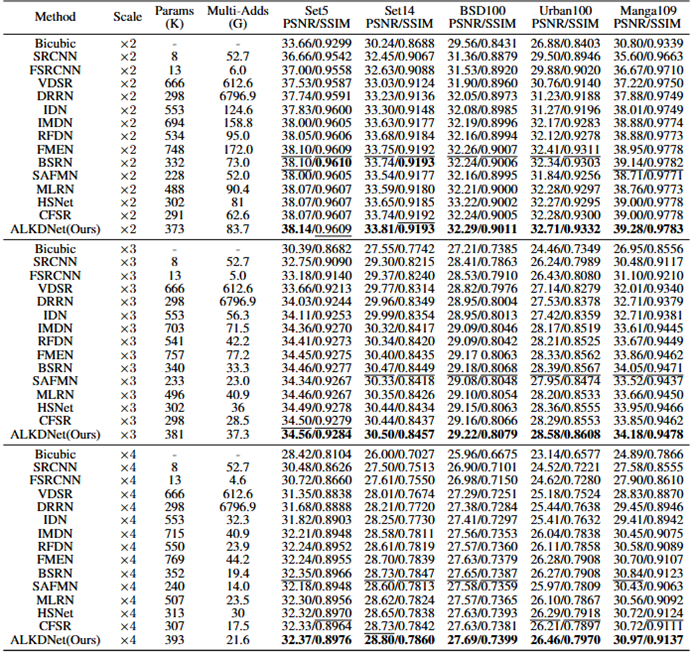 Method Scale Params (K) Multi-Adds (G) Set5 PSNR/SSIM Set14 PSNR/SSIM BSD100 PSNR/SSIM Urban100 PSNR/SSIM Manga109 PSNR/SSIM
Bicubic ×2 - - 33.66/0.9299 30.24/0.8688 29.56/0.8431 26.88/0.8403 30.80/0.9339
SRCNN ×2 8 52.7 36.66/0.9542 32.45/0.9067 31.36/0.8879 29.50/0.8946 35.60/0.9663
FSRCNN ×2 13 6.0 37.00/0.9558 32.63/0.9088 31.53/0.8920 29.88/0.9020 36.67/0.9710
VDSR ×2 666 612.6 37.53/0.9587 33.03/0.9124 31.90/0.8960 30.76/0.9140 37.22/0.9750
DRRN ×2 298 6796.9 37.74/0.9591 33.23/0.9136 32.05/0.8973 31.23/0.9188 37.88/0.9749
IDN ×2 553 124.6 37.83/0.9600 33.30/0.9148 32.08/0.8985 31.27/0.9196 38.01/0.9749
IMDN ×2 694 158.8 38.00/0.9605 33.63/0.9177 32.19/0.8996 32.17/0.9283 38.88/0.9774
RFDN ×2 534 95.0 38.05/0.9606 33.68/0.9184 32.16/0.8994 32.12/0.9278 38.88/0.9773
FMEN ×2 748 172.0 38.10/0.9609 33.75/0.9192 32.26/0.9007 32.41/0.9311 38.95/0.9778
BSRN ×2 332 73.0 38.10/0.9610 33.74/0.9193 32.24/0.9006 32.34/0.9303 39.14/0.9782
SAFMN ×2 228 52.0 38.00/0.9605 33.54/0.9177 32.16/0.8995 31.84/0.9256 38.71/0.9771
MLRN ×2 488 90.4 38.07/0.9607 33.59/0.9180 32.21/0.9000 32.28/0.9297 38.76/0.9773
HSNet ×2 302 81 38.07/0.9607 33.65/0.9185 33.22/0.9002 32.27/0.9295 39.00/0.9778
CFSR ×2 291 62.6 38.07/0.9607 33.74/0.9192 32.24/0.9005 32.28/0.9300 39.00/0.9778
ALKDNet(Ours) ×2 373 83.7 38.14/0.9609 33.81/0.9193 32.29/0.9011 32.71/0.9332 39.28/0.9783
Bicubic ×3 - - 30.39/0.8682 27.55/0.7742 27.21/0.7385 24.46/0.7349 26.95/0.8556
SRCNN ×3 8 52.7 32.75/0.9090 29.30/0.8215 28.41/0.7863 26.24/0.7989 30.48/0.9117
FSRCNN ×3 13 5.0 33.18/0.9140 29.37/0.8240 28.53/0.7910 26.43/0.8080 31.10/0.9210
VDSR ×3 666 612.6 33.66/0.9213 29.77/0.8314 28.82/0.7976 27.14/0.8279 32.01/0.9340
DRRN ×3 298 6796.9 34.03/0.9244 29.96/0.8349 28.95/0.8004 27.53/0.8378 32.71/0.9379
IDN ×3 553 56.3 34.11/0.9253 29.99/0.8354 28.95/0.8013 27.42/0.8359 32.71/0.9381
IMDN ×3 703 71.5 34.36/0.9270 30.32/0.8417 29.09/0.8046 28.17/0.8519 33.61/0.9445
RFDN ×3 541 42.2 34.41/0.9273 30.34/0.8420 29.09/0.8042 28.21/0.8525 33.67/0.9449
FMEN ×3 757 77.2 34.45/0.9275 30.40/0.8435 29.17 0.8063 28.33/0.8562 33.86/0.9462
BSRN ×3 340 33.3 34.46/0.9277 30.47/0.8449 29.18/0.8068 28.39/0.8567 34.05/0.9471
SAFMN ×3 233 23.0 34.34/0.9267 30.33/0.8418 29.08/0.8048 27.95/0.8474 33.52/0.9437
MLRN ×3 496 40.9 34.46/0.9267 30.35/0.8426 29.10/0.8054 28.20/0.8533 33.66/0.9450
HSNet ×3 302 36 34.49/0.9278 30.44/0.8434 29.15/0.8063 28.36/0.8555 33.95/0.9466
CFSR ×3 298 28.5 34.50/0.9279 30.44/0.8437 29.16/0.8066 28.29/0.8553 33.85/0.9462
ALKDNet(Ours) ×3 381 37.3 34.56/0.9284 30.50/0.8457 29.22/0.8079 28.58/0.8608 34.18/0.9478
Bicubic ×4 - - 28.42/0.8104 26.00/0.7027 25.96/0.6675 23.14/0.6577 24.89/0.7866
SRCNN ×4 8 52.7 30.48/0.8626 27.50/0.7513 26.90/0.7101 24.52/0.7221 27.58/0.8555
FSRCNN ×4 13 4.6 30.72/0.8660 27.61/0.7550 26.98/0.7150 24.62/0.7280 27.90/0.8610
VDSR ×4 666 612.6 31.35/0.8838 28.01/0.7674 27.29/0.7251 25.18/0.7524 28.83/0.8870
DRRN ×4 298 6796.9 31.68/0.8888 28.21/0.7720 27.38/0.7284 25.44/0.7638 29.45/0.8946
IDN ×4 553 32.3 31.82/0.8903 28.25/0.7730 27.41/0.7297 25.41/0.7632 29.41/0.8942
IMDN ×4 715 40.9 32.21/0.8948 28.58/0.7811 27.56/0.7353 26.04/0.7838 30.45/0.9075
RFDN ×4 550 23.9 32.24/0.8952 28.61/0.7819 27.57/0.7360 26.11/0.7858 30.58/0.9089
FMEN ×4 769 44.2 32.24/0.8955 28.70/0.7839 27.63/0.7379 26.28/0.7908 30.70/0.9107
BSRN ×4 352 19.4 32.35/0.8966 28.73/0.7847 27.65/0.7387 26.27/0.7908 30.84/0.9123
SAFMN ×4 240 14.0 32.18/0.8948 28.60/0.7813 27.58/0.7359 25.97/0.7809 30.43/0.9063
MLRN ×4 507 23.5 32.30/0.8956 28.62/0.7824 27.57/0.7365 26.10/0.7867 30.56/0.9092
HSNet ×4 313 30 32.32/0.8970 28.65/0.7838 27.63/0.7393 26.29/0.7918 30.72/0.9124
CFSR ×4 307 17.5 32.33/0.8964 28.73/0.7842 27.63/0.7381 26.21/0.7897 30.72/0.9111
ALKDNet(Ours) ×4 393 21.6 32.37/0.8976 28.80/0.7860 27.69/0.7399 26.46/0.7970 30.97/0.9137